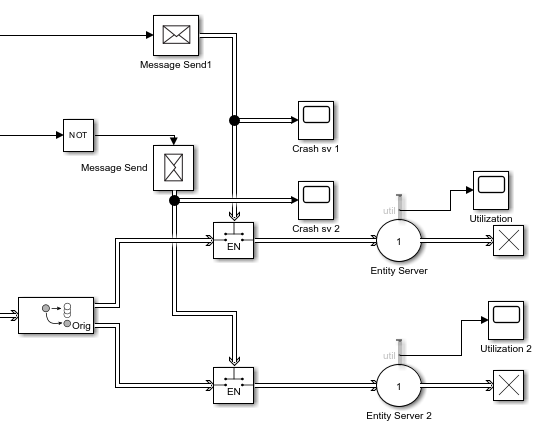 Message Send1
NOT
Message Send
Crash sv 1
Crash sv 2
util
Utilization
EN
1
Entity Server
Orig
Utilization 2
util
EN
1
Entity Server 2